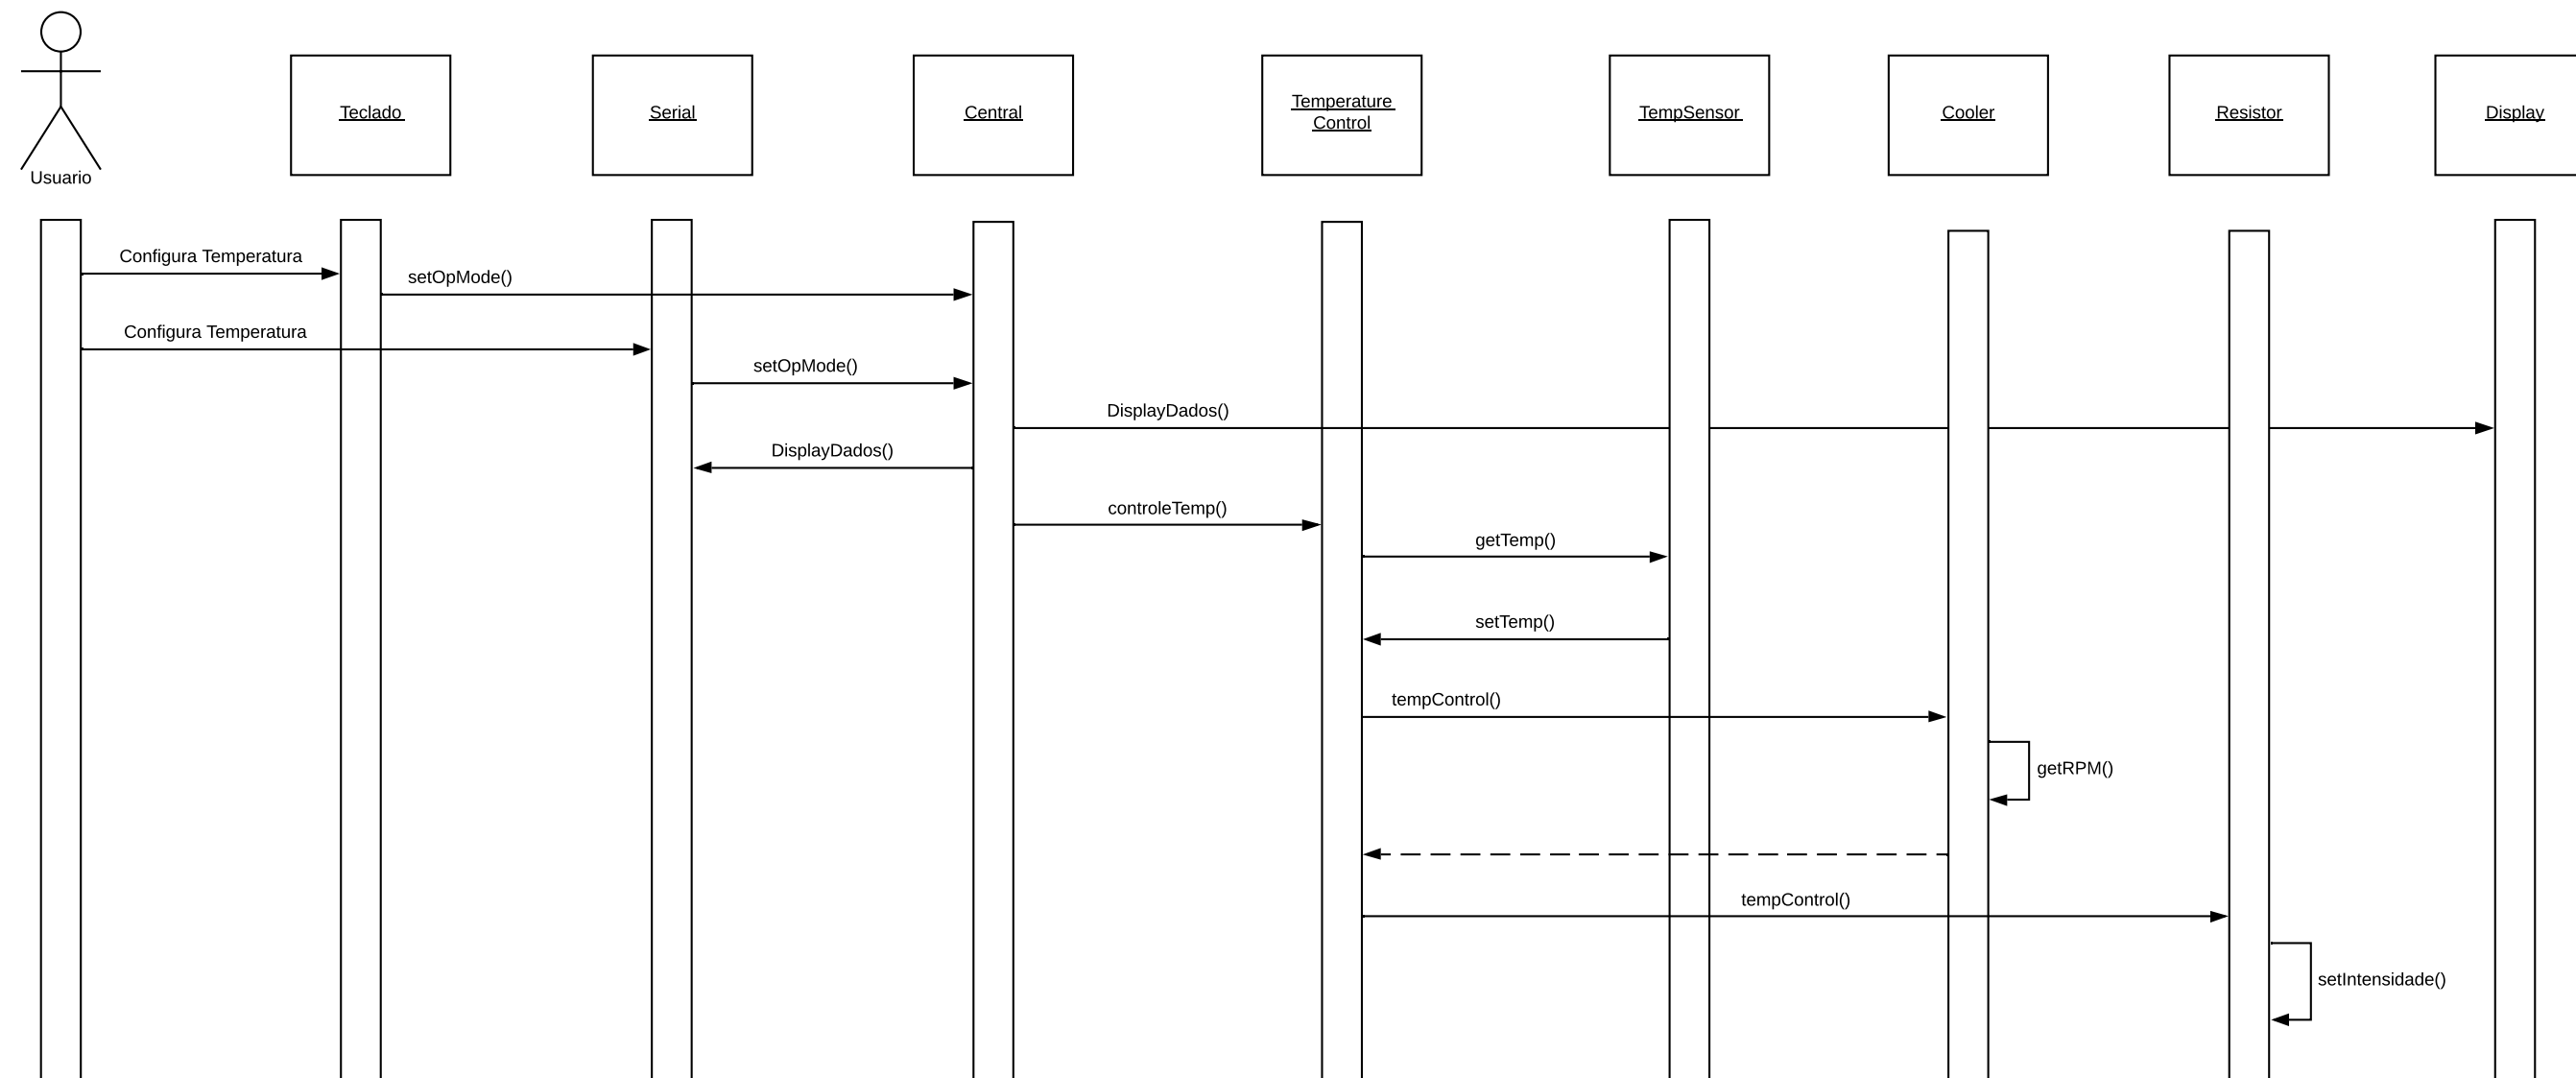 Usuario
Teclado
Serial
Central
Temperature
Control
TempSensor
Cooler
Resistor
Display
Configura Temperatura
setOpMode()
Configura Temperatura
setOpMode()
DisplayDados()
DisplayDados()
controleTemp()
getTemp()
setTemp()
tempControl()
getRPM()
tempControl()
setIntensidade()